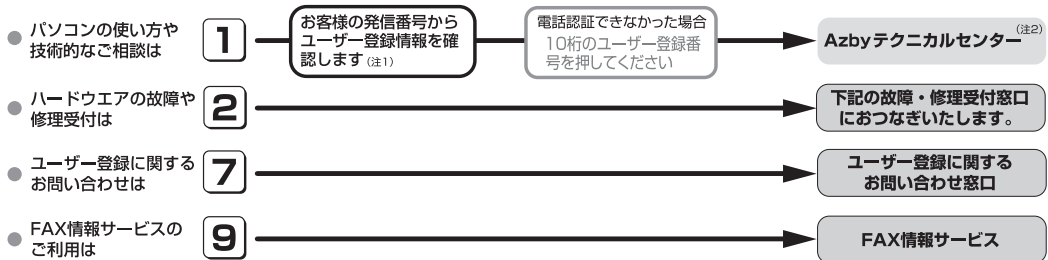 ● パソコンの使い方や
技術的なご相談は
1
お客様の発信番号から
ユーザー登録情報を確
認します(注1)
電話認証できなかった場合
10桁のユーザー登録番
号を押してください
Azbyテクニカルセンター(注2)
● ハードウエアの故障や
修理受付は
2
下記の故障・修理受付窓口
におつなぎいたします。
● ユーザー登録に関する
お問い合わせは
7
ユーザー登録に関する
お問い合わせ窓口
● FAX情報サービスの
ご利用は
9
FAX情報サービス